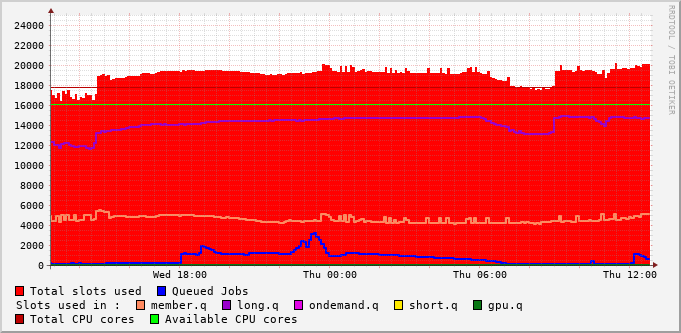 24000
22000
20000
18000
16000
14000
12000
10000
8000
6000
4000
2000
0
Wed 18:00 Thu 00:00 Thu 06:00 Thu 12:00
RRDTOOL / TOBI OETIKER
Total slots used Queued Jobs
Slots used in : member.q long.q ondemand.q short.q gpu.q
Total CPU cores Available CPU cores